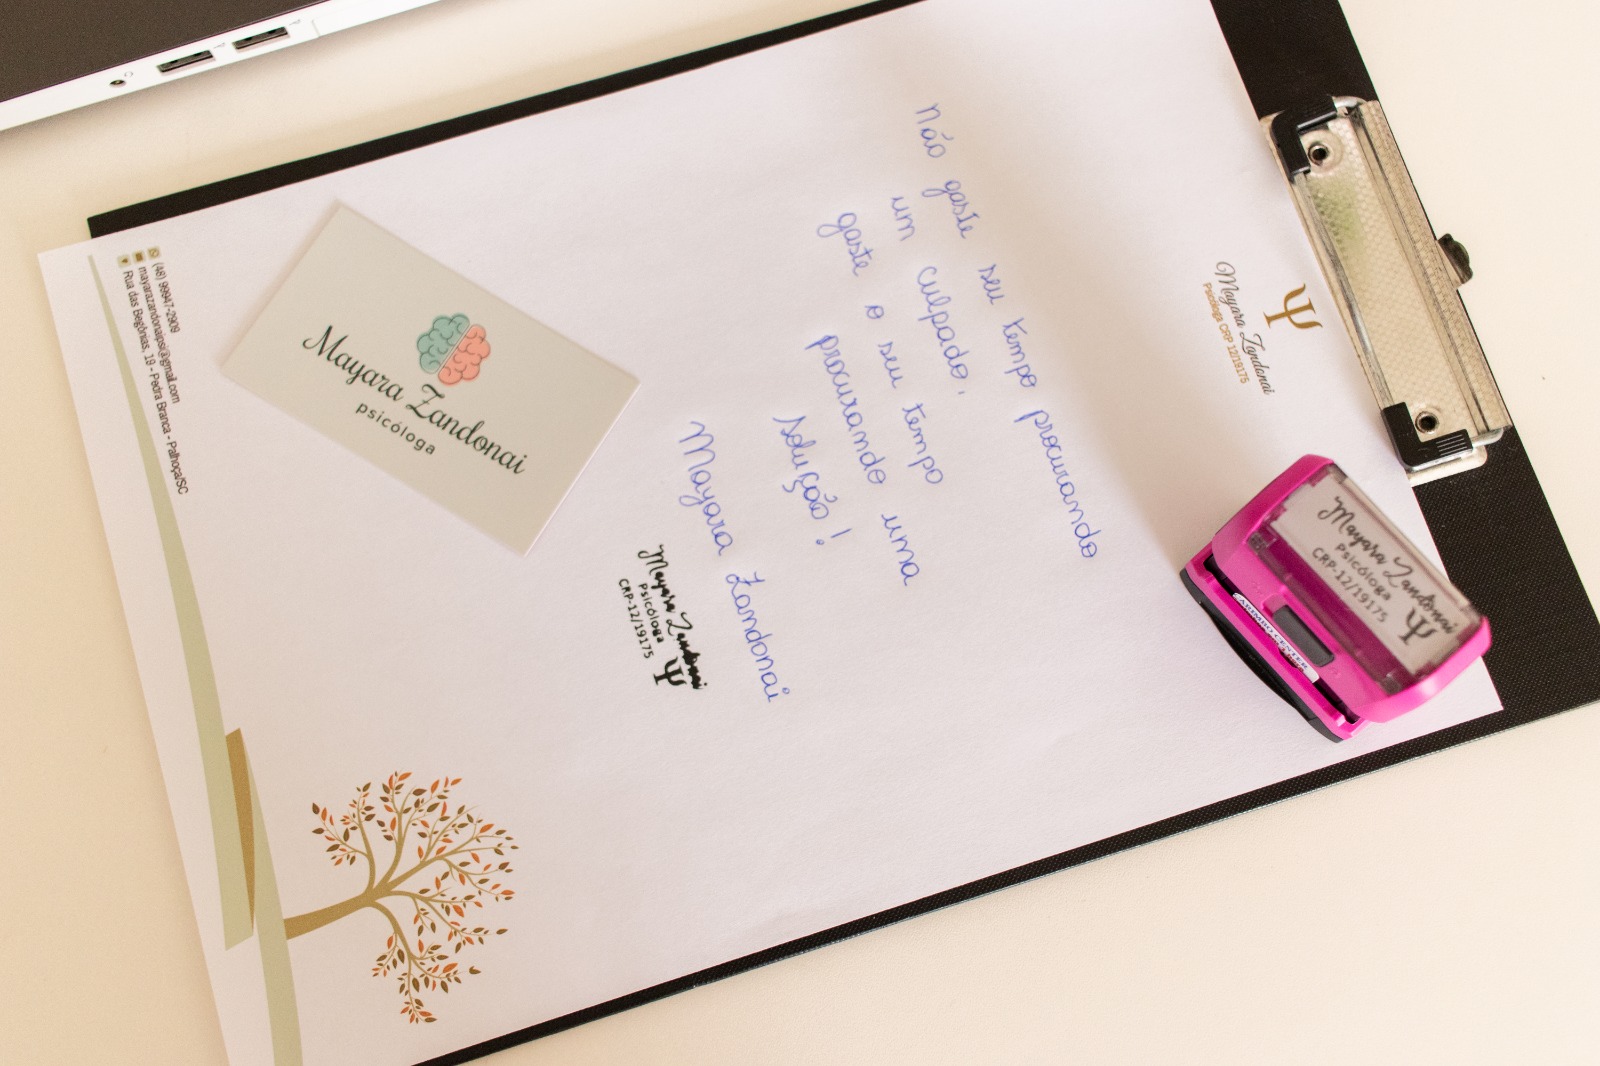 Mayara Zandonai
Psicóloga CRP 12/19175
Não gaste seu tempo procurando
um culpado,
gaste o seu tempo
procurando uma
solução!
Mayara Zandonai
Mayara Zandonai
Psicóloga
CRP-12/19175
Mayara Zandonai
psicóloga
Mayara Zandonai
Psicóloga
CRP-12/19175
CARIMBO CENTER
(48) 99947-2909
mayarazandonaipsi@gmail.com
Rua das Begônias, 19 - Pedra Branca - Palhoça/SC